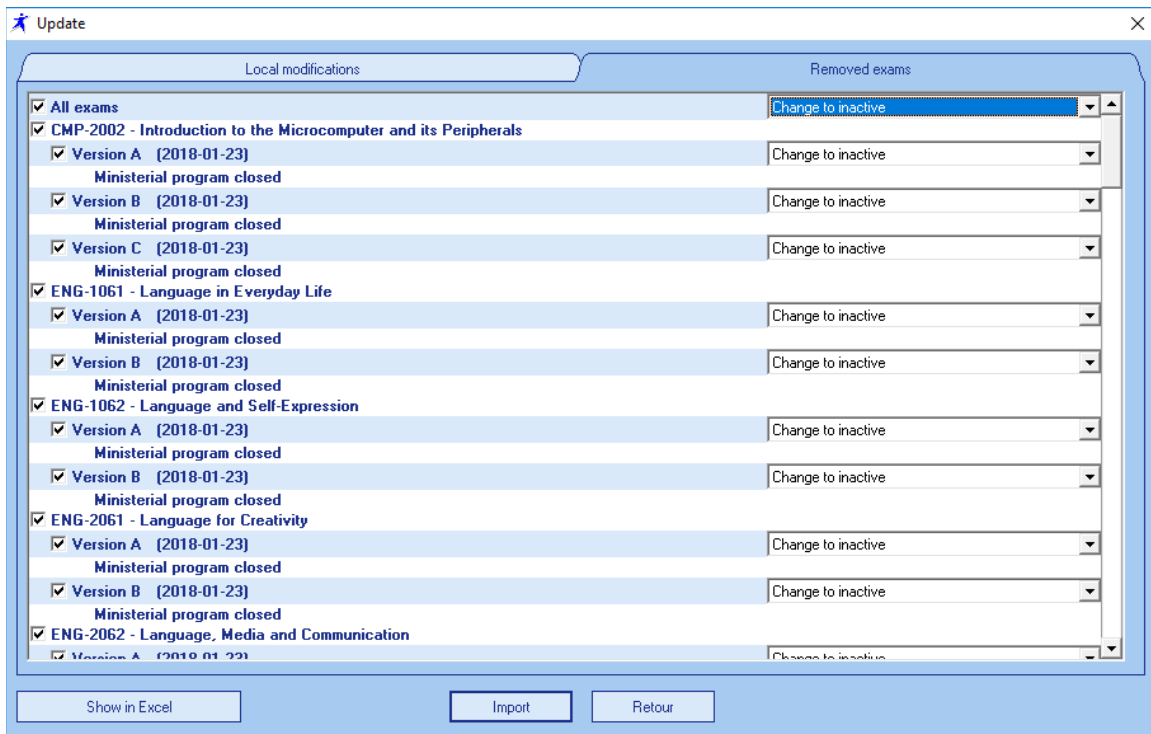 Update
Local modifications
Removed exams
All exams
Change to inactive
CMP-2002 - Introduction to the Microcomputer and its Peripherals
Version A (2018-01-23)
Change to inactive
Ministerial program closed
Version B (2018-01-23)
Change to inactive
Ministerial program closed
Version C (2018-01-23)
Change to inactive
Ministerial program closed
ENG-1061 - Language in Everyday Life
Version A (2018-01-23)
Change to inactive
Ministerial program closed
Version B (2018-01-23)
Change to inactive
Ministerial program closed
ENG-1062 - Language and Self-Expression
Version A (2018-01-23)
Change to inactive
Ministerial program closed
Version B (2018-01-23)
Change to inactive
Ministerial program closed
ENG-2061 - Language for Creativity
Version A (2018-01-23)
Change to inactive
Ministerial program closed
Version B (2018-01-23)
Change to inactive
Ministerial program closed
ENG-2062 - Language, Media and Communication
Version A (2018-01-23)
Change to inactive
Show in Excel
Import
Retour